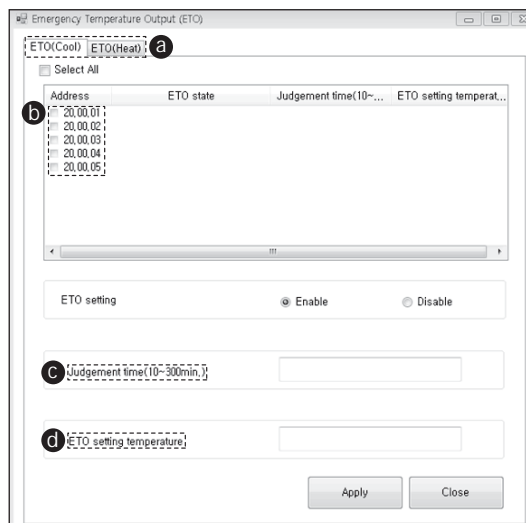 Emergency Temperature Output (ETO)
ETO(Cool) ETO(Heat) a
Select All
Address ETO state Judgement time(10~... ETO setting temperat...
b 20,00,01
20,00,02
20,00,03
20,00,04
20,00,05
ETO setting Enable Disable
c Judgement time(10~300min,)
d ETO setting temperature
Apply Close